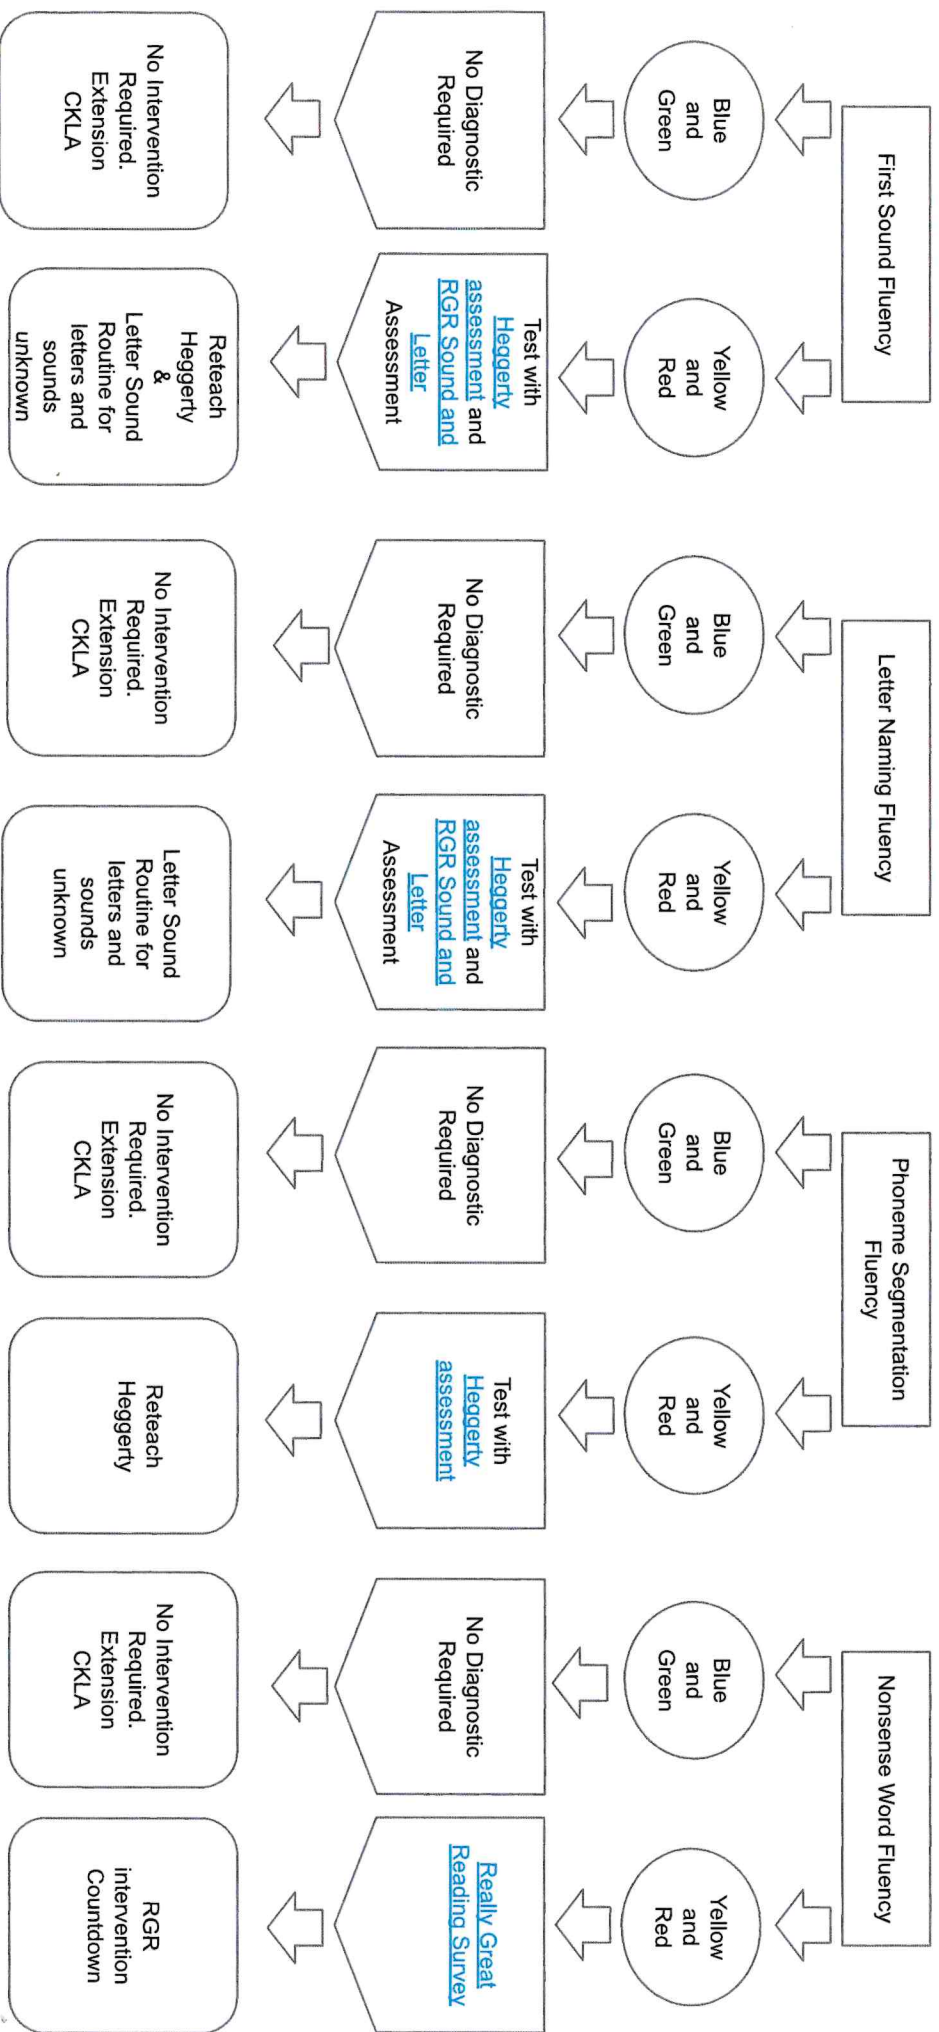 First Sound Fluency
Blue
and
Green
No Diagnostic
Required
No Intervention
Required.
Extension
CKLA
Yellow
and
Red
Test with
Heggerty
assessment and
RGR Sound and
Letter
Assessment
Reteach
Heggerty
&
Letter Sound
Routine for
letters and
sounds
unknown
Letter Naming Fluency
Blue
and
Green
No Diagnostic
Required
No Intervention
Required.
Extension
CKLA
Yellow
and
Red
Test with
Heggerty
assessment and
RGR Sound and
Letter
Assessment
Letter Sound
Routine for
letters and
sounds
unknown
Phoneme Segmentation
Fluency
Blue
and
Green
No Diagnostic
Required
No Intervention
Required.
Extension
CKLA
Yellow
and
Red
Test with
Heggerty
assessment
Reteach
Heggerty
Nonsense Word Fluency
Blue
and
Green
No Diagnostic
Required
No Intervention
Required.
Extension
CKLA
Yellow
and
Red
Really Great
Reading Survey
RGR
intervention
Countdown